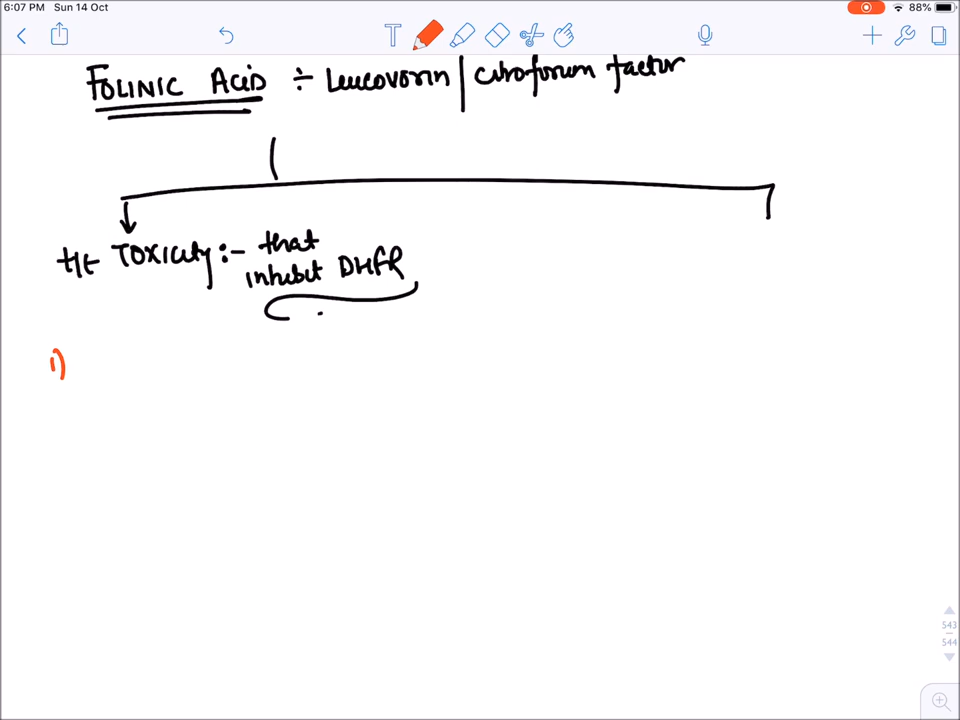 6:07 PM Sun 14 Oct 88%
T
FOLINIC ACID ÷ Leucovorin | citroforum factor
ttt TOXICITY :- that
inhibit DHFR
1)
543
544